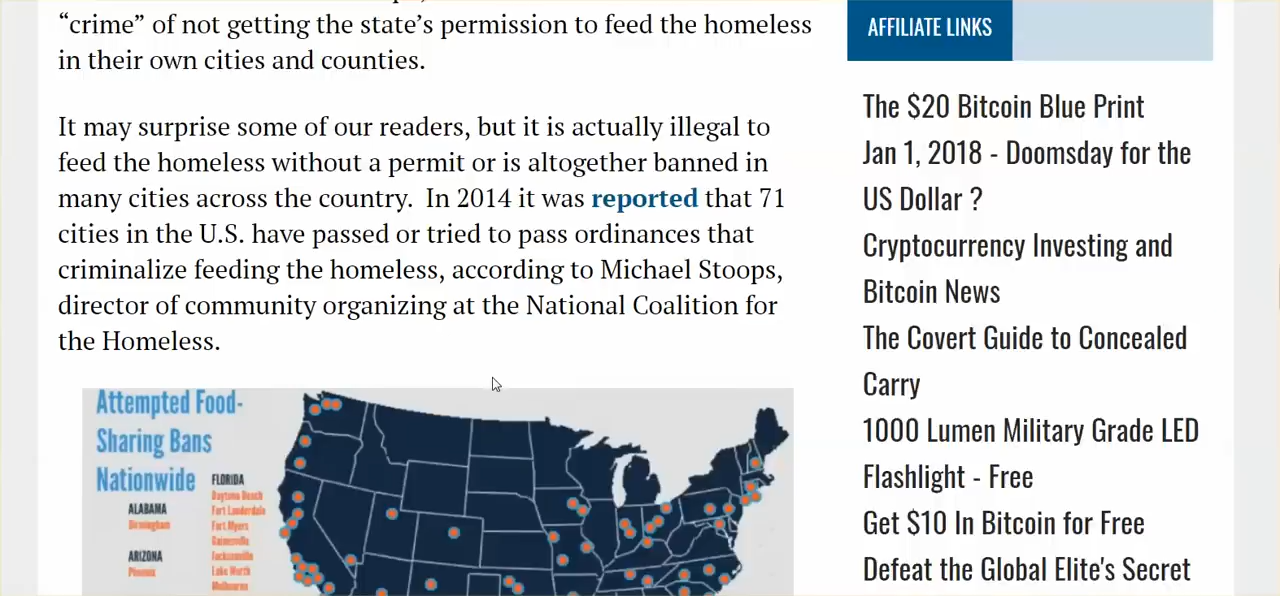 “crime” of not getting the state’s permission to feed the homeless
in their own cities and counties.
It may surprise some of our readers, but it is actually illegal to
feed the homeless without a permit or is altogether banned in
many cities across the country.  In 2014 it was reported that 71
cities in the U.S. have passed or tried to pass ordinances that
criminalize feeding the homeless, according to Michael Stoops,
director of community organizing at the National Coalition for
the Homeless.
Attempted Food-
Sharing Bans
Nationwide
ALABAMA
Birmingham
ARIZONA
FLORIDA
Daytona Beach
Fort Lauderdale
Fort Myers
Gainesville
Jacksonville
Lake Worth
Melbourne
AFFILIATE LINKS
The $20 Bitcoin Blue Print
Jan 1, 2018 - Doomsday for the
US Dollar ?
Cryptocurrency Investing and
Bitcoin News
The Covert Guide to Concealed
Carry
1000 Lumen Military Grade LED
Flashlight - Free
Get $10 In Bitcoin for Free
Defeat the Global Elite's Secret